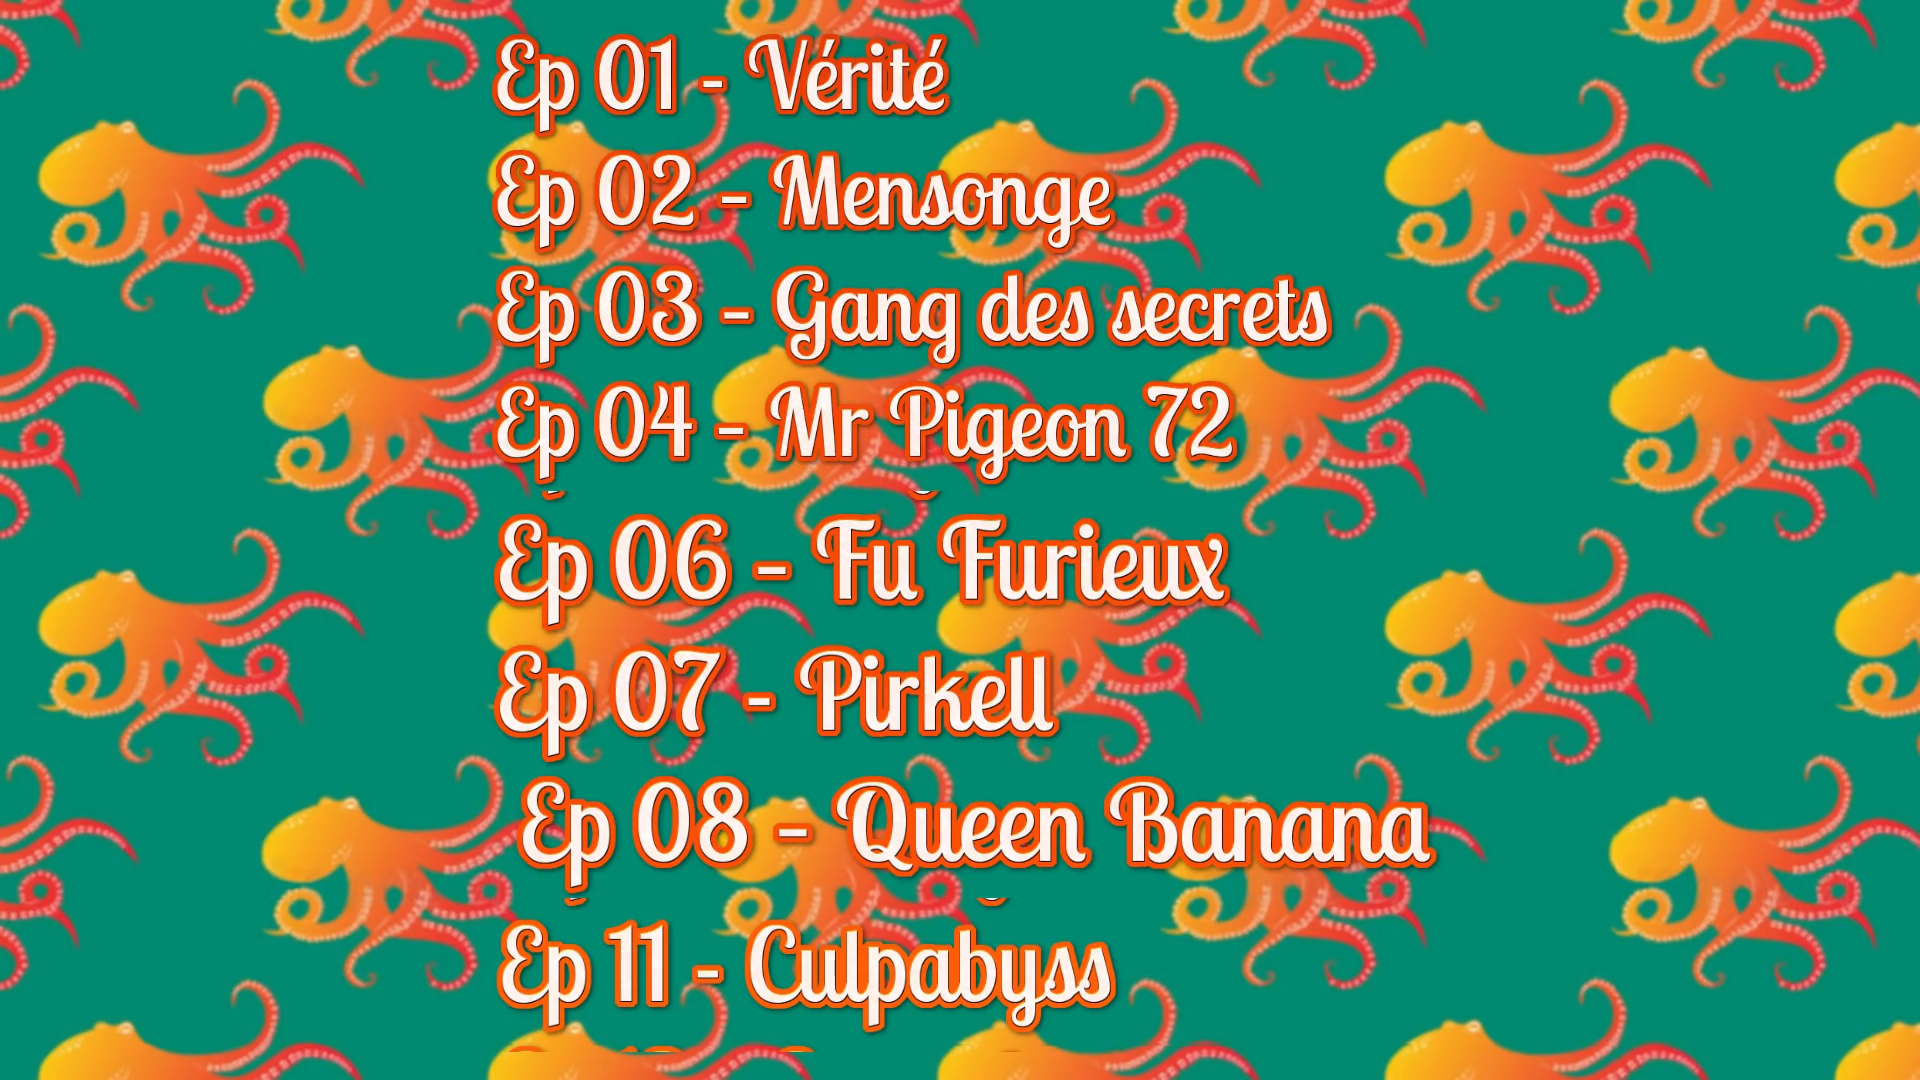 Ep 01 - Vérité
Ep 02 - Mensonge
Ep 03 - Gang des secrets
Ep 04 - Mr Pigeon 72
Ep 06 - Fu Furieux
Ep 07 - Pirkell
Ep 08 - Queen Banana
Ep 11 - Culpabyss